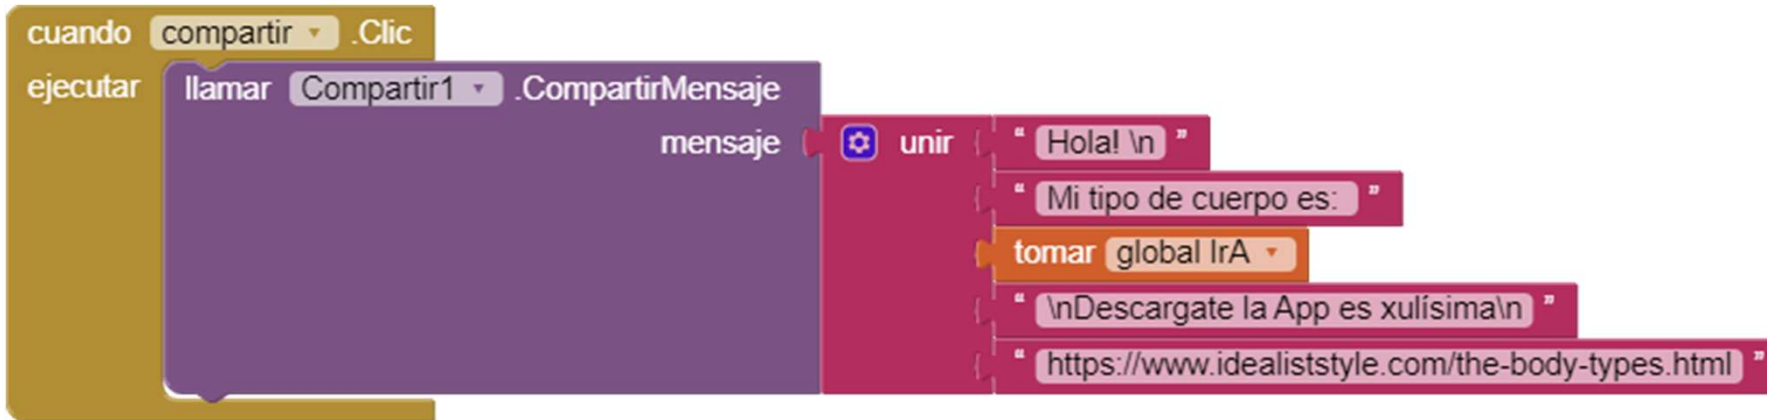 cuando compartir .Clic
ejecutar llamar Compartir1 .CompartirMensaje
mensaje unir “ Hola! \n ”
“ Mi tipo de cuerpo es: ”
tomar global IrA
“ \nDescargate la App es xulísima\n ”
“ https://www.idealiststyle.com/the-body-types.html ”